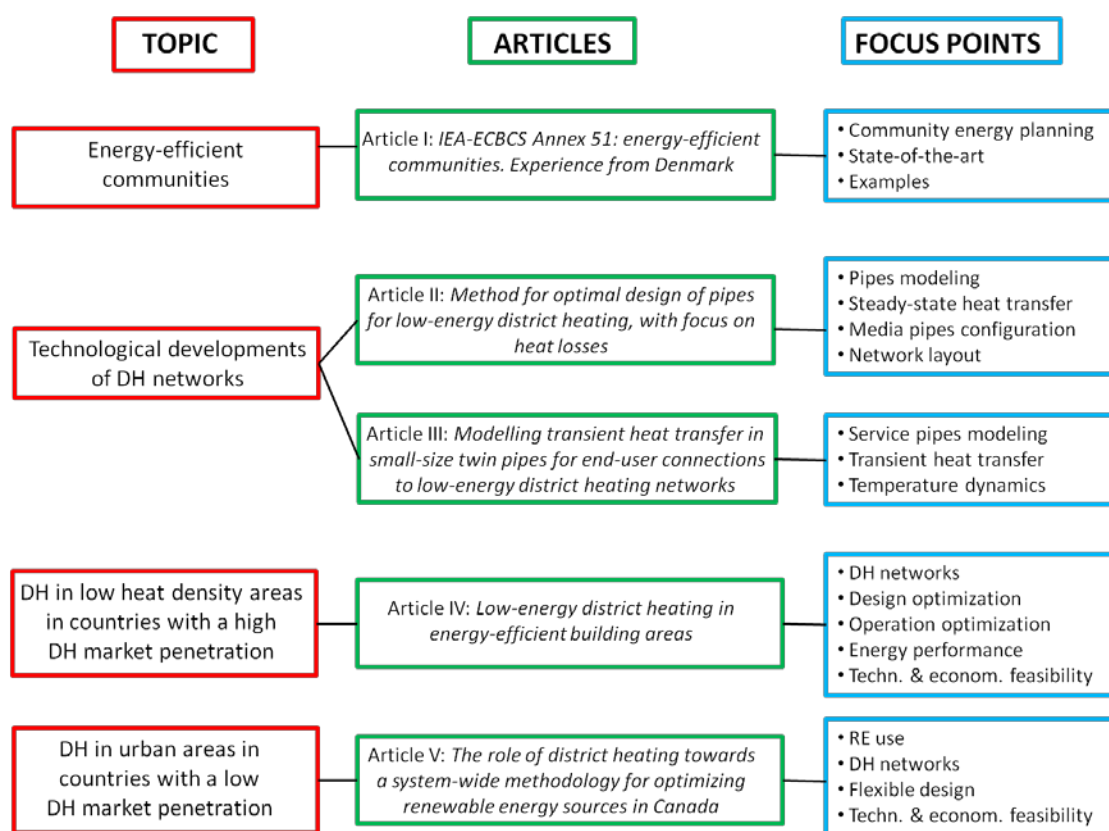 TOPIC
ARTICLES
FOCUS POINTS
Energy-efficient
communities
Article I: IEA-ECBCS Annex 51: energy-efficient
communities. Experience from Denmark
• Community energy planning
• State-of-the-art
• Examples
Technological developments
of DH networks
Article II: Method for optimal design of pipes
for low-energy district heating, with focus on
heat losses
• Pipes modeling
• Steady-state heat transfer
• Media pipes configuration
• Network layout
Article III: Modelling transient heat transfer in
small-size twin pipes for end-user connections
to low-energy district heating networks
• Service pipes modeling
• Transient heat transfer
• Temperature dynamics
DH in low heat density areas
in countries with a high
DH market penetration
Article IV: Low-energy district heating in
energy-efficient building areas
• DH networks
• Design optimization
• Operation optimization
• Energy performance
• Techn. & econom. feasibility
DH in urban areas in
countries with a low
DH market penetration
Article V: The role of district heating towards
a system-wide methodology for optimizing
renewable energy sources in Canada
• RE use
• DH networks
• Flexible design
• Techn. & econom. feasibility